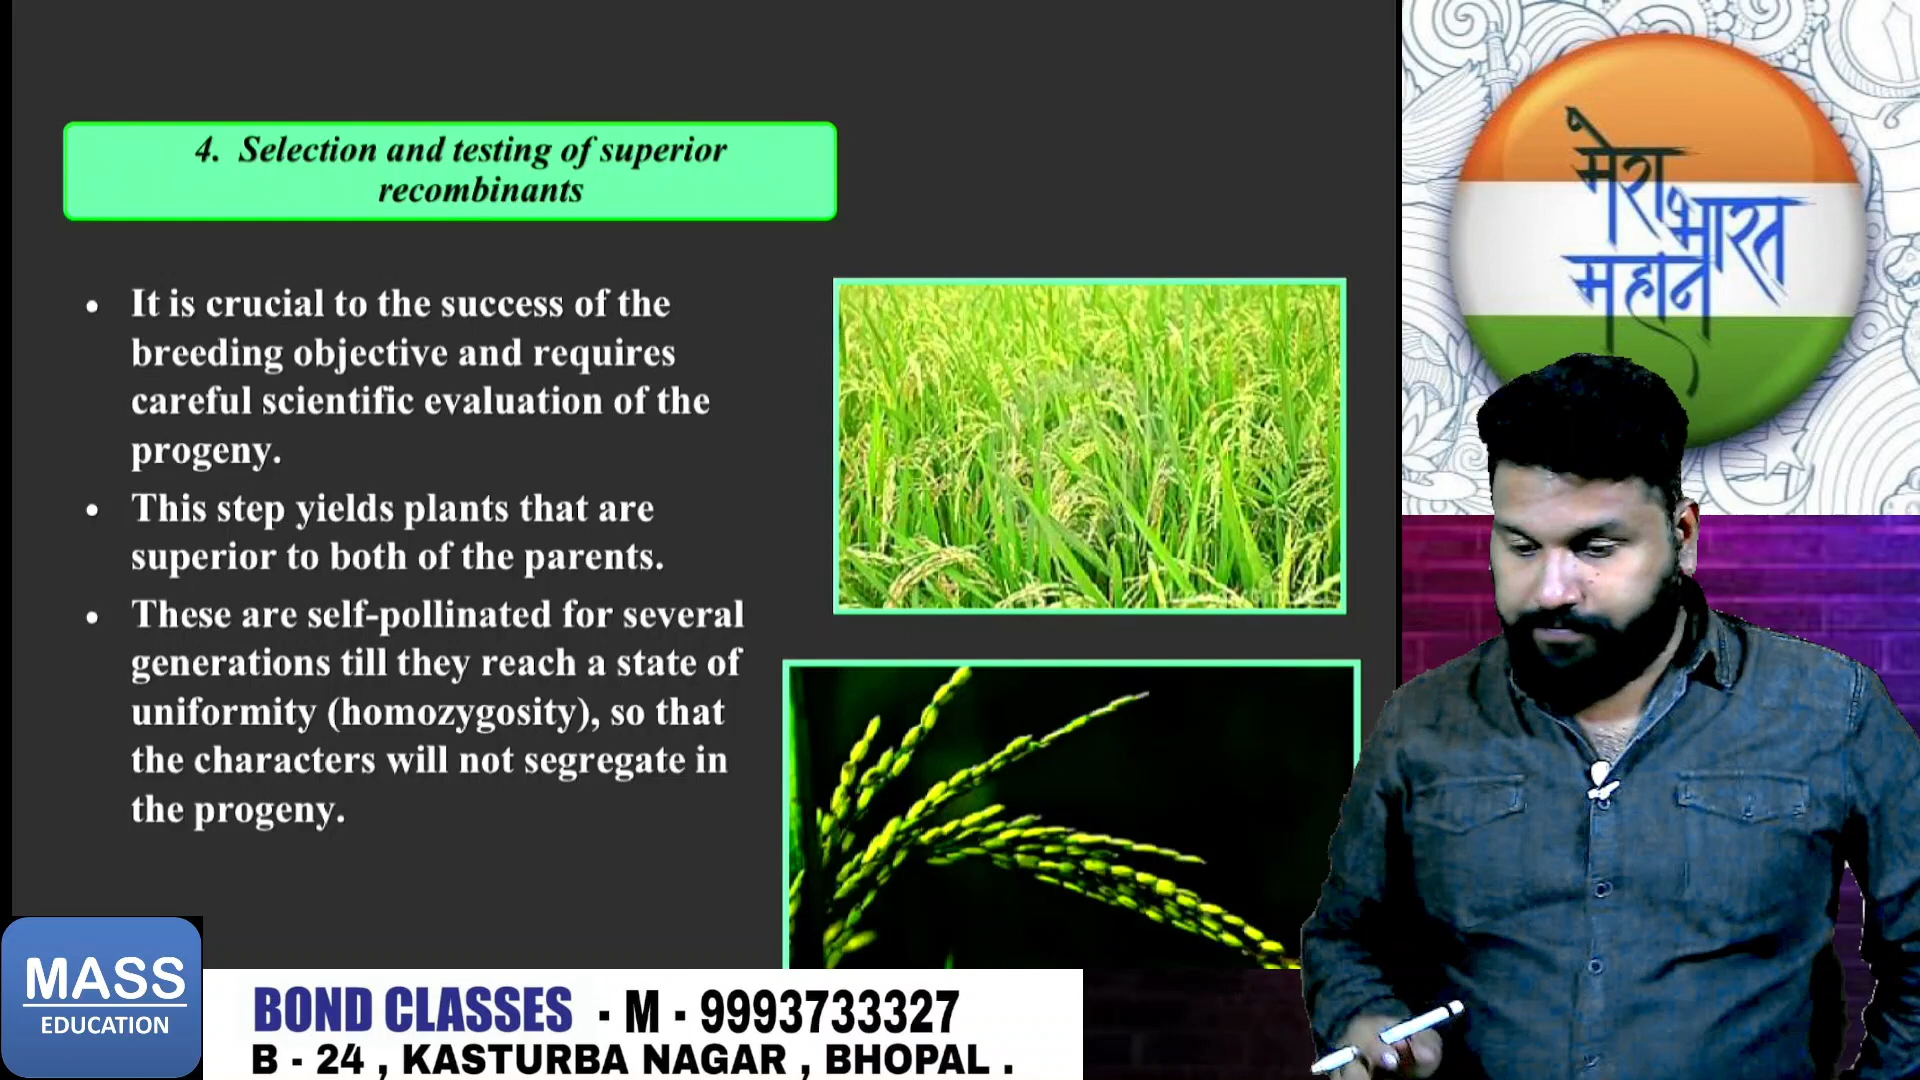 4. Selection and testing of superior
recombinants
• It is crucial to the success of the
breeding objective and requires
careful scientific evaluation of the
progeny.
• This step yields plants that are
superior to both of the parents.
• These are self-pollinated for several
generations till they reach a state of
uniformity (homozygosity), so that
the characters will not segregate in
the progeny.
मेरा
भारत
महान
MASS
EDUCATION
BOND CLASSES - M - 9993733327
B - 24 , KASTURBA NAGAR , BHOPAL .